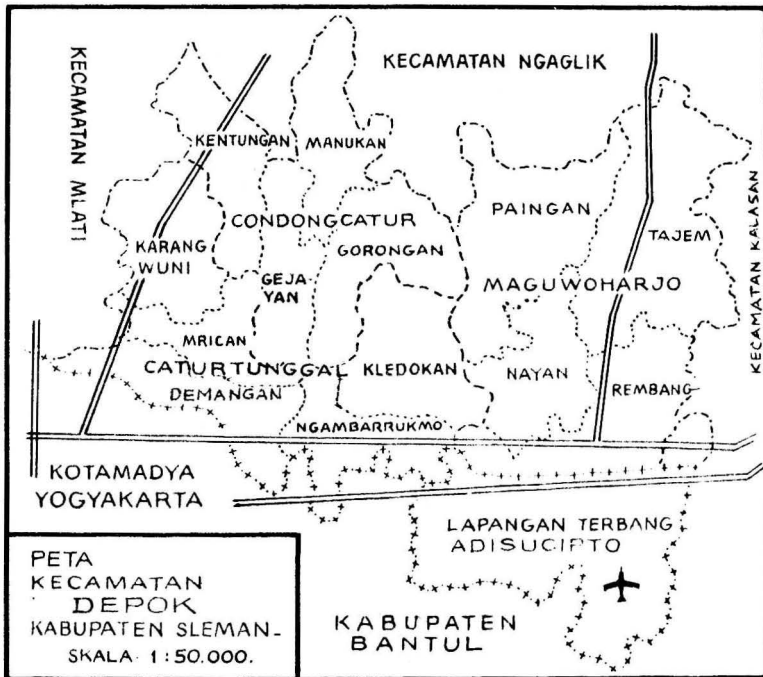 KECAMATAN NGAGLIK
KECAMATAN MLATI
KENTUNGAN
MANUKAN
CONDONGCATUR
PAINGAN
KECAMATAN KALASAN
KARANG
WUNI
GORONGAN
TAJEM
GEJA
YAN
MAGUWOHARJO
MRICAN
CATURTUNGGAL
KLEDOKAN
NAYAN
DEMANGAN
REMBANG
NGAMBARRUKMO
KOTAMADYA
YOGYAKARTA
LAPANGAN TERBANG
ADISUCIPTO
KABUPATEN
BANTUL
PETA
KECAMATAN
DEPOK
KABUPATEN SLEMAN-
SKALA 1:50.000.